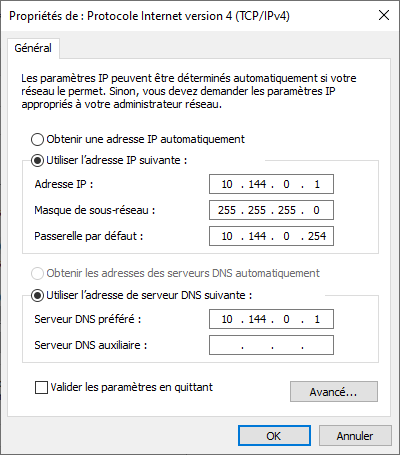 Propriétés de : Protocole Internet version 4 (TCP/IPv4)
Général
Les paramètres IP peuvent être déterminés automatiquement si votre
réseau le permet. Sinon, vous devez demander les paramètres IP
appropriés à votre administrateur réseau.
Obtenir une adresse IP automatiquement
Utiliser l'adresse IP suivante :
Adresse IP : 10 . 144 . 0 . 1
Masque de sous-réseau : 255 . 255 . 255 . 0
Passerelle par défaut : 10 . 144 . 0 . 254
Obtenir les adresses des serveurs DNS automatiquement
Utiliser l'adresse de serveur DNS suivante :
Serveur DNS préféré : 10 . 144 . 0 . 1
Serveur DNS auxiliaire : . . .
Valider les paramètres en quittant
Avancé...
OK Annuler